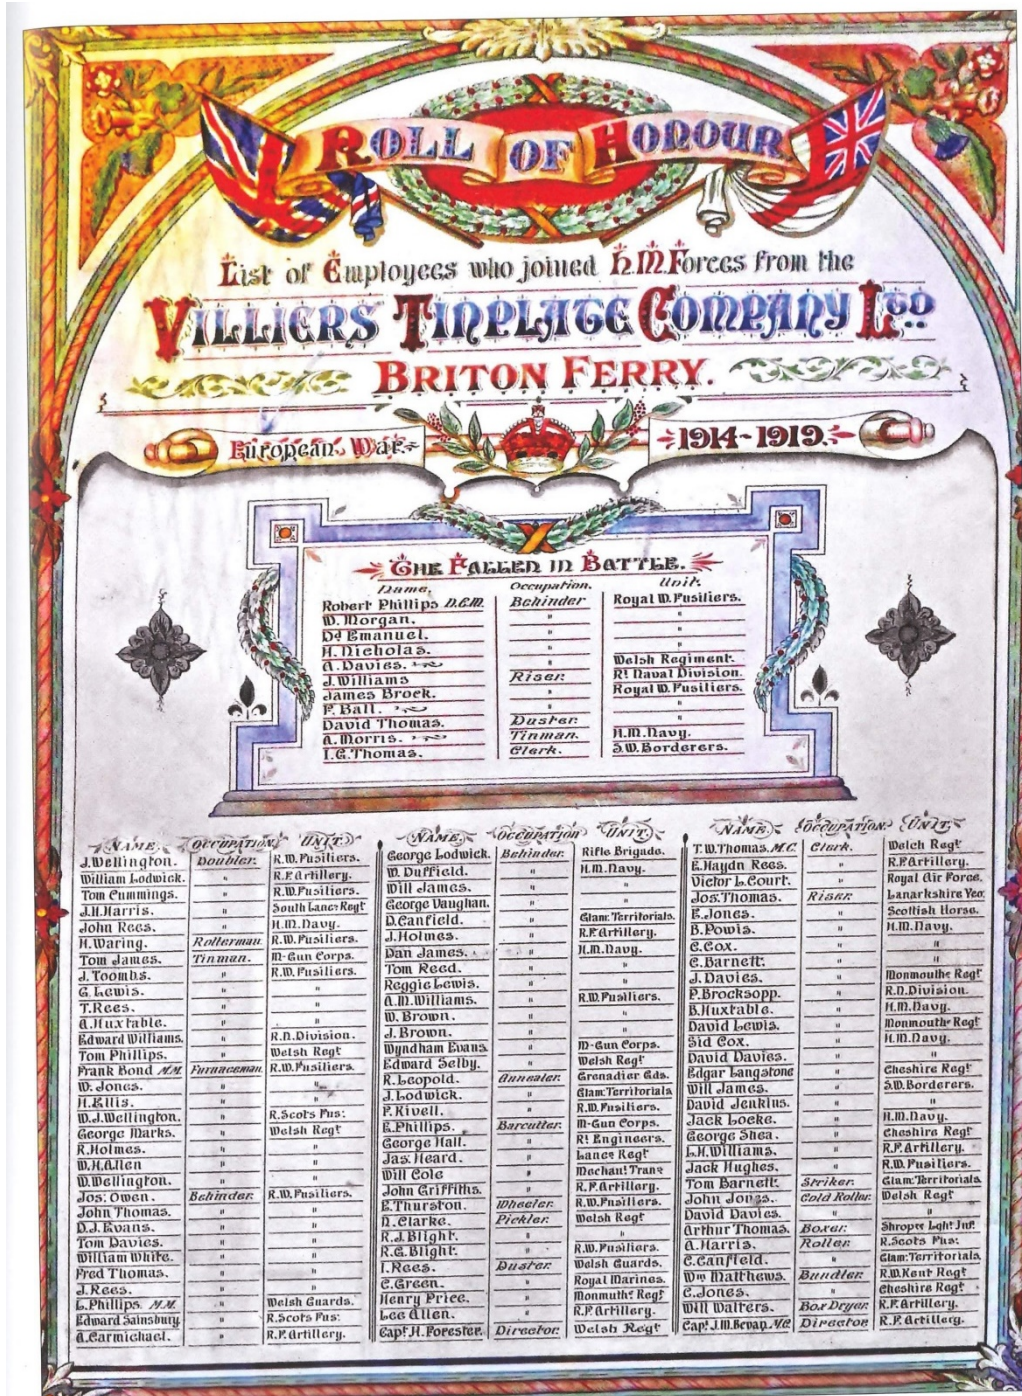 ROLL OF HONOUR
List of Employees who joined H.M.Forces from the
VILLIERS TINPLATE COMPANY LTD.
BRITON FERRY.
European War 1914-1919.
THE FALLEN IN BATTLE.
Name. Occupation. Unit.
Robert Phillips D.C.M. Behinder Royal W.Fusiliers.
W.Morgan. " "
Dd Emanuel. " "
H.Nicholas. " "
A.Davies. " Welsh Regiment.
J.Williams Riser. Rl Naval Division.
James Brock. " Royal W.Fusiliers.
F.Ball. " "
David Thomas. Duster. "
A.Morris. Tinman. H.M.Navy.
I.G.Thomas. Clerk. S.W.Borderers.
NAME. OCCUPATION. UNIT.
J.Wellington. Doubler. R.W.Fusiliers.
William Lodwick. " R.F.Artillery.
Tom Cummings. " R.W.Fusiliers.
J.H.Harris. " South Lancs Regt
John Rees. " H.M.Navy.
H.Waring. Rollerman. R.W.Fusiliers.
Tom James. Tinman. M-Gun Corps.
J.Toombs. " R.W.Fusiliers.
G.Lewis. " "
T.Rees. " "
A.Huxtable. " "
Edward Williams. " R.N.Division.
Tom Phillips. " Welsh Regt
Frank Bond M.M. Furnaceman. R.W.Fusiliers.
W.Jones. " "
H.Ellis. " "
W.J.Wellington. " R.Scots Fus:
George Marks. " Welsh Regt
R.Holmes. " "
W.H.Allen " "
W.Wellington. " "
Jos: Owen. Behinder. R.W.Fusiliers.
John Thomas. " "
D.J.Evans. " "
Tom Davies. " "
William White. " "
Fred Thomas. " "
J.Rees. " "
L.Phillips. M.M. " Welsh Guards.
Edward Sainsbury " R.Scots Fus:
A.Carmichael. " R.F.Artillery.
NAME. OCCUPATION UNIT.
George Lodwick. Behinder. Rifle Brigade.
W.Duffield. " H.M.Navy.
Will James. " "
George Vaughan. " "
D.Canfield. " Glam:Territorials.
J.Holmes. " R.F.Artillery.
Dan James. " H.M.Navy.
Tom Reed. " "
Reggie Lewis. " "
A.M.Williams. " R.W.Fusiliers.
W.Brown. " "
J.Brown. " "
Wyndham Evans " M-Gun Corps.
Edward Selby. " Welsh Regt
R.Leopold. Annealer. Grenadier Gds.
J.Lodwick. " Glam:Territorials
F.Kivell. " R.W.Fusiliers.
E.Phillips. Barcutter. M-Gun Corps.
George Hall. " Rl Engineers.
Jas: Heard. " Lancs Regt
Will Cole " Mechanl Trans
John Griffiths. " R.F.Artillery.
E.Thurston. Wheeler. R.W.Fusiliers.
N.Clarke. Pickler. Welsh Regt
R.J.Blight. " "
R.G.Blight. " R.W.Fusiliers.
I.Rees. Duster. Welsh Guards.
C.Green. " Royal Marines.
Henry Price. " Monmuths Regt
Lee Allen. " R.F.Artillery.
Capt H.Forester. Director. Welsh Regt
NAME. OCCUPATION. UNIT.
T.W.Thomas. M.C. Clerk. Welch Regt
E.Haydn Rees. " R.F.Artillery.
Victor L.Court. " Royal Air Force.
Jos:Thomas. Riser. Lanarkshire Yeo:
E.Jones. " Scottish Horse.
B.Powis. " H.M.Navy.
C.Cox. " "
C.Barnett. " "
J.Davies. " Monmouths Regt
P.Brocksopp. " R.N.Division.
B.Huxtable. " H.M.Navy.
David Lewis. " Monmouths Regt
Sid Cox. " H.M.Navy.
David Davies. " "
Edgar Langstone " Cheshire Regt
Will James. " S.W.Borderers.
David Jenkins. " "
Jack Locke. " H.M.Navy.
George Shea. " Cheshire Regt
L.H.Williams. " R.F.Artillery.
Jack Hughes. " R.W.Fusiliers.
Tom Barnett. Striker. Glam:Territorials
John Jones. Cold Roller. Welsh Regt
David Davies. " "
Arthur Thomas. Boxer. Shrops Lght Inf.
A.Harris. Roller. R.Scots Fus:
C.Canfield. " Glam:Territorials.
Wm Matthews. Bundler. R.W.Kent Regt
C.Jones. " Cheshire Regt
Will Walters. Box Dryer. R.F.Artillery.
Capt J.M.Bevan. Director. R.F.Artillery.